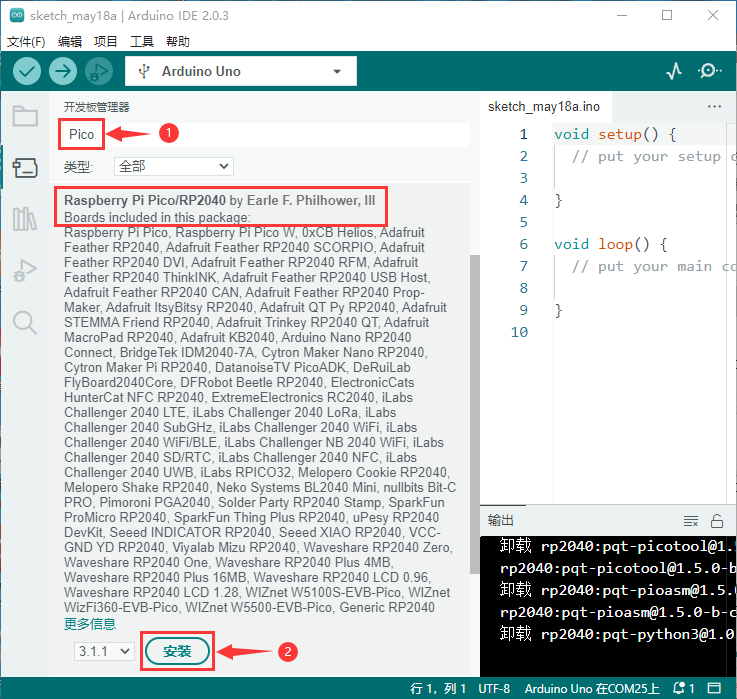 sketch_may18a | Arduino IDE 2.0.3
文件(F) 编辑 项目 工具 帮助
Arduino Uno
开发板管理器
Pico
1
类型: 全部
Raspberry Pi Pico/RP2040 by Earle F. Philhower, III
Boards included in this package:
Raspberry Pi Pico, Raspberry Pi Pico W, 0xCB Helios, Adafruit
Feather RP2040, Adafruit Feather RP2040 SCORPIO, Adafruit
Feather RP2040 DVI, Adafruit Feather RP2040 RFM, Adafruit
Feather RP2040 ThinkINK, Adafruit Feather RP2040 USB Host,
Adafruit Feather RP2040 CAN, Adafruit Feather RP2040 Prop-
Maker, Adafruit ItsyBitsy RP2040, Adafruit QT Py RP2040, Adafruit
STEMMA Friend RP2040, Adafruit Trinkey RP2040 QT, Adafruit
MacroPad RP2040, Adafruit KB2040, Arduino Nano RP2040
Connect, BridgeTek IDM2040-7A, Cytron Maker Nano RP2040,
Cytron Maker Pi RP2040, DatanoiseTV PicoADK, DeRuiLab
FlyBoard2040Core, DFRobot Beetle RP2040, ElectronicCats
HunterCat NFC RP2040, ExtremeElectronics RC2040, iLabs
Challenger 2040 LTE, iLabs Challenger 2040 LoRa, iLabs
Challenger 2040 SubGHz, iLabs Challenger 2040 WiFi, iLabs
Challenger 2040 WiFi/BLE, iLabs Challenger NB 2040 WiFi, iLabs
Challenger 2040 SD/RTC, iLabs Challenger 2040 NFC, iLabs
Challenger 2040 UWB, iLabs RPICO32, Melopero Cookie RP2040,
Melopero Shake RP2040, Neko Systems BL2040 Mini, nullbits Bit-C
PRO, Pimoroni PGA2040, Solder Party RP2040 Stamp, SparkFun
ProMicro RP2040, SparkFun Thing Plus RP2040, uPesy RP2040
DevKit, Seeed INDICATOR RP2040, Seeed XIAO RP2040, VCC-
GND YD RP2040, Viyalab Mizu RP2040, Waveshare RP2040 Zero,
Waveshare RP2040 One, Waveshare RP2040 Plus 4MB,
Waveshare RP2040 Plus 16MB, Waveshare RP2040 LCD 0.96,
Waveshare RP2040 LCD 1.28, WIZnet W5100S-EVB-Pico, WIZnet
WizFi360-EVB-Pico, WIZnet W5500-EVB-Pico, Generic RP2040
更多信息
3.1.1 安装
2
sketch_may18a.ino
1 void setup() {
2 // put your setup
3
4 }
5
6 void loop() {
7 // put your main
8
9 }
10
输出
卸载 rp2040:pqt-picotool@1.5
rp2040:pqt-picotool@1.5.0-b
卸载 rp2040:pqt-pioasm@1.5.0
rp2040:pqt-pioasm@1.5.0-b-c
卸载 rp2040:pqt-python3@1.0
行 1，列 1 UTF-8 Arduino Uno 在COM25上 1